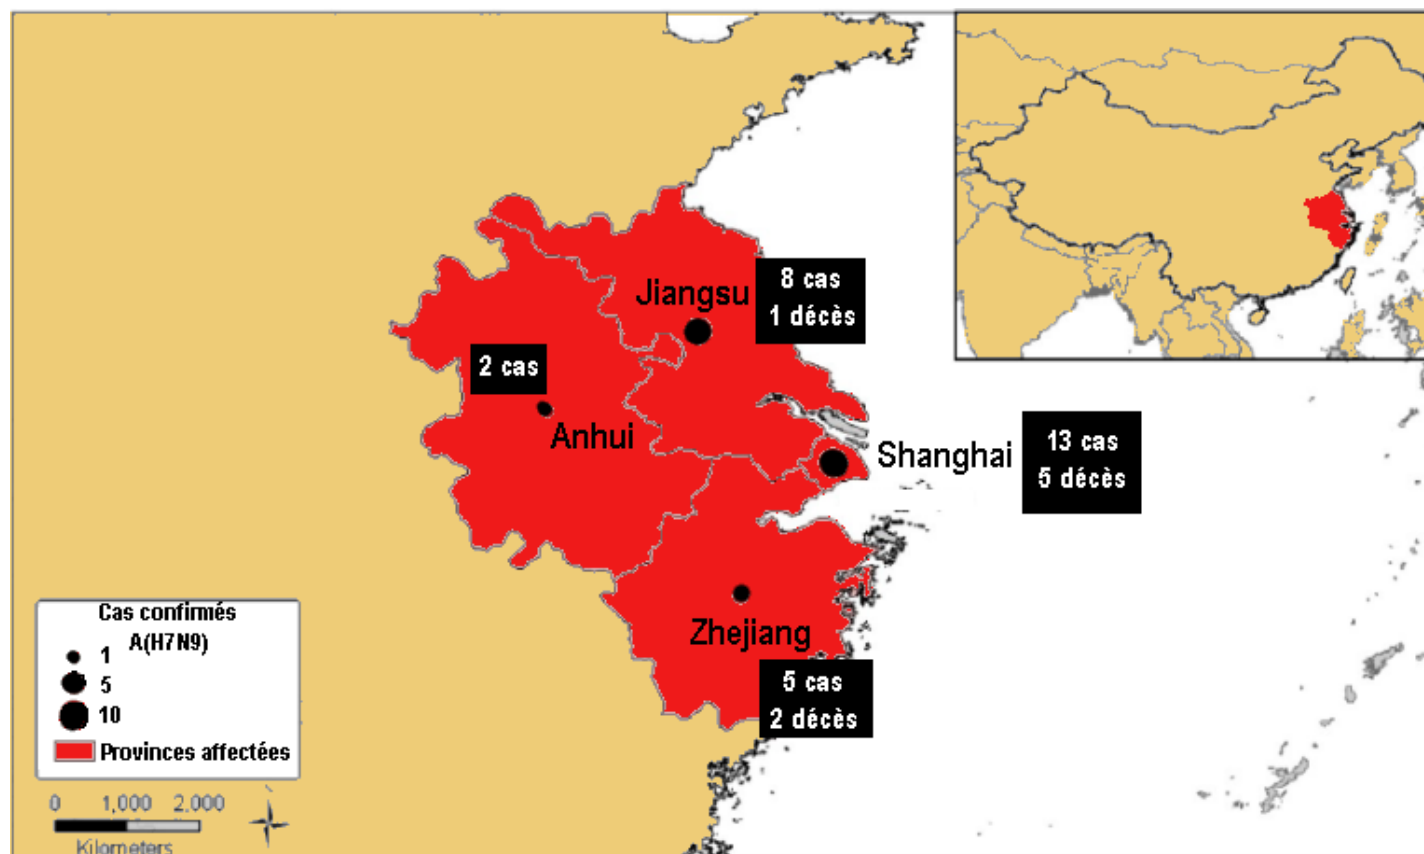 Jiangsu
8 cas
1 décès
2 cas
Anhui
Shanghai
13 cas
5 décès
Zhejiang
5 cas
2 décès
Cas confirmés
A(H7N9)
1
5
10
Provinces affectées
0 1,000 2,000
Kilometers